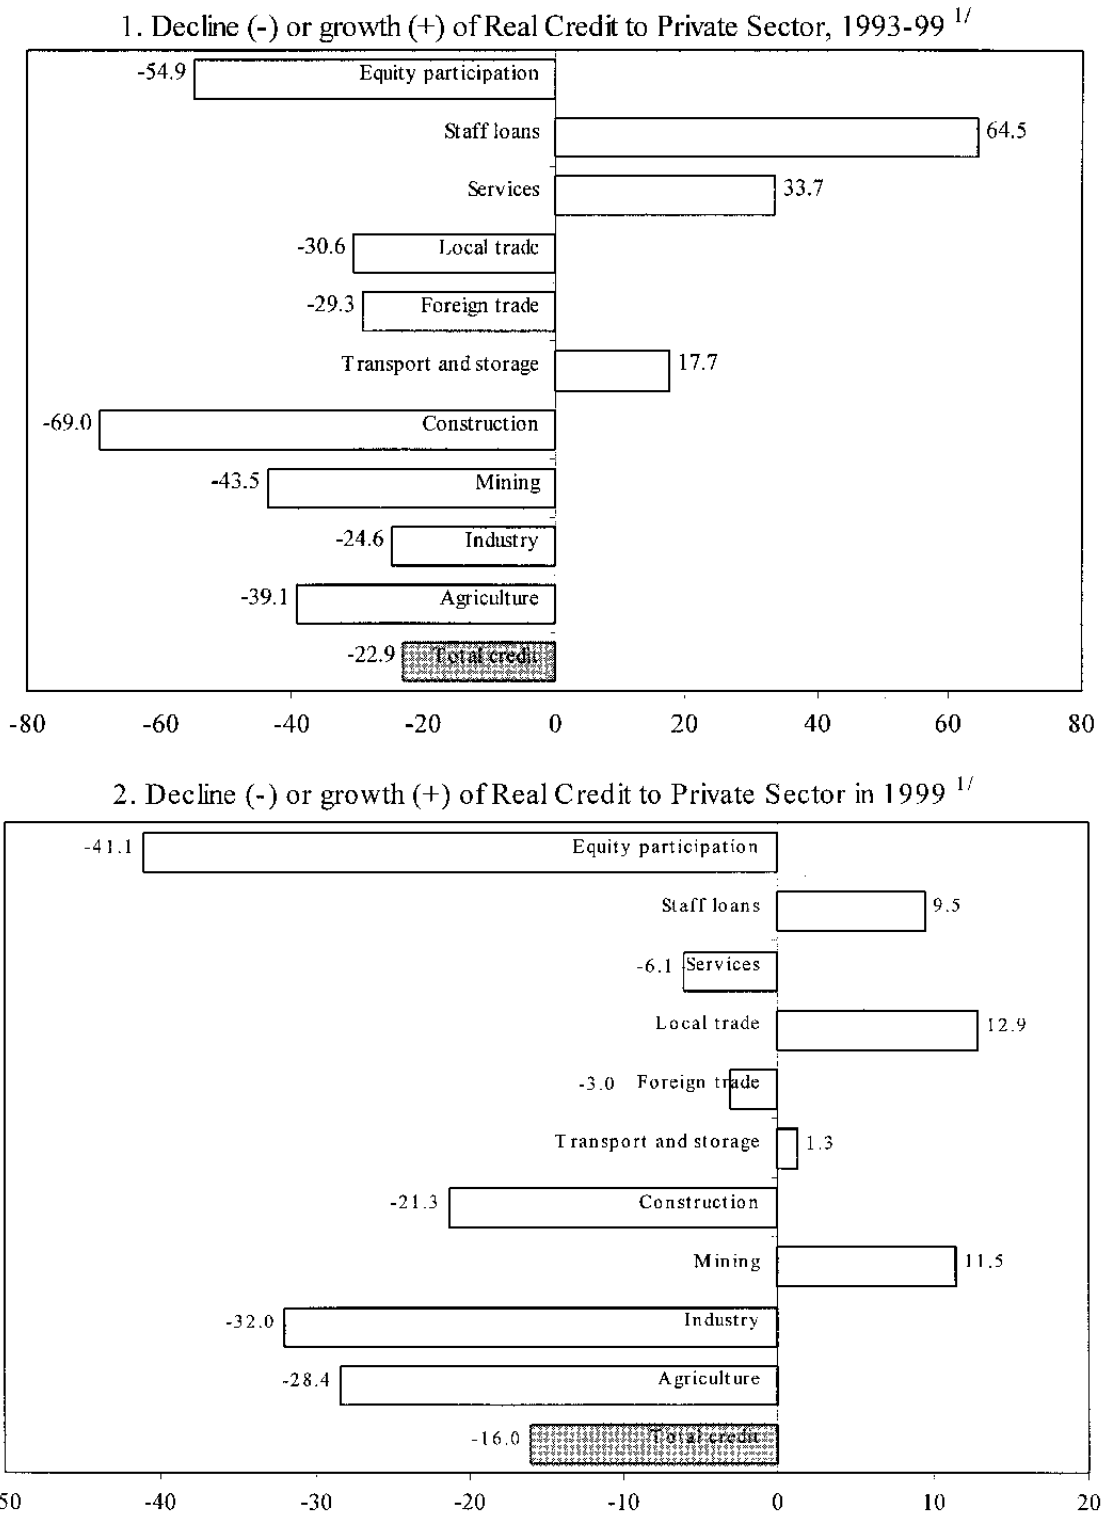 1. Decline (-) or growth (+) of Real Credit to Private Sector, 1993-99 1/
-54.9 Equity participation
Staff loans 64.5
Services 33.7
-30.6 Local trade
-29.3 Foreign trade
Transport and storage 17.7
-69.0 Construction
-43.5 Mining
-24.6 Industry
-39.1 Agriculture
-22.9 Total credit
-80 -60 -40 -20 0 20 40 60 80
2. Decline (-) or growth (+) of Real Credit to Private Sector in 1999 1/
-41.1 Equity participation
Staff loans 9.5
-6.1 Services
Local trade 12.9
-3.0 Foreign trade
Transport and storage 1.3
-21.3 Construction
Mining 11.5
-32.0 Industry
-28.4 Agriculture
-16.0 Total credit
50 -40 -30 -20 -10 0 10 20